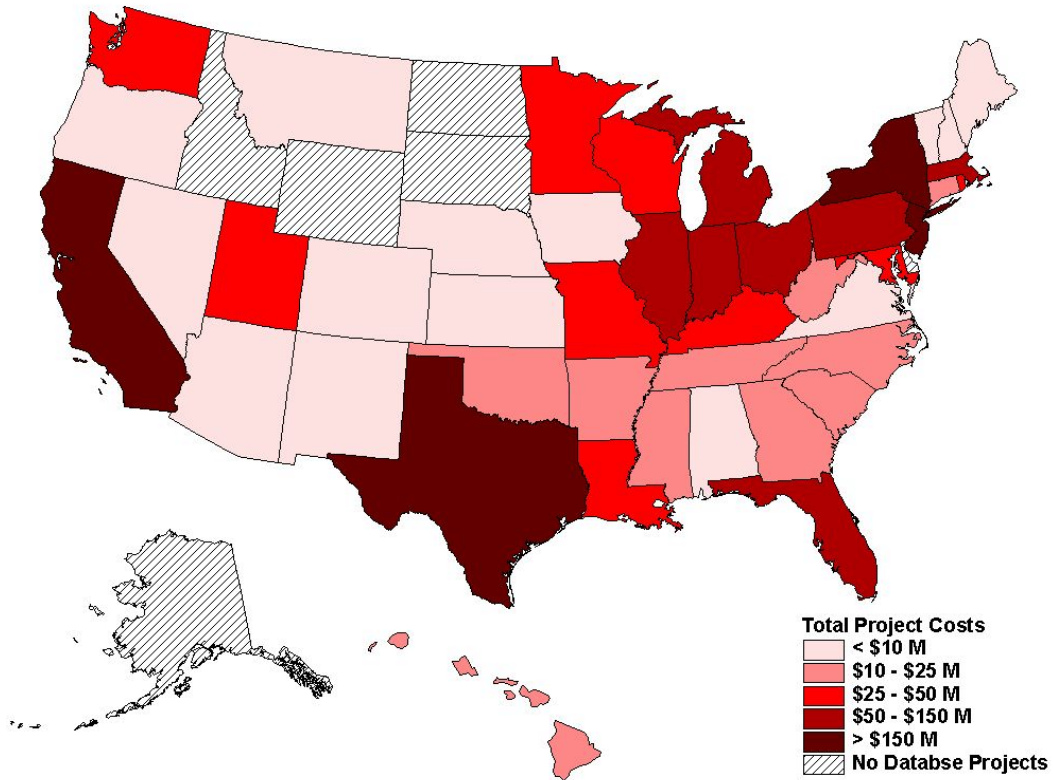 Total Project Costs
< $10 M
$10 - $25 M
$25 - $50 M
$50 - $150 M
> $150 M
No Databse Projects